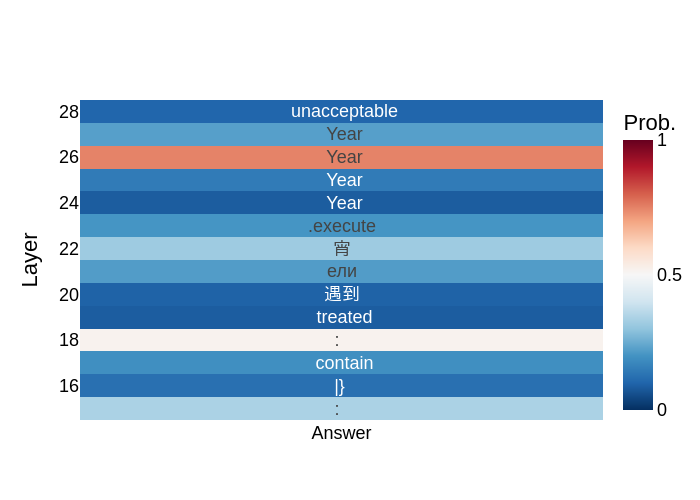 28
unacceptable
Year
26
Year
Year
24
Year
.execute
22
宵
ели
20
遇到
treated
18
:
contain
16
|}
:
Answer
Layer
Prob.
1
0.5
0